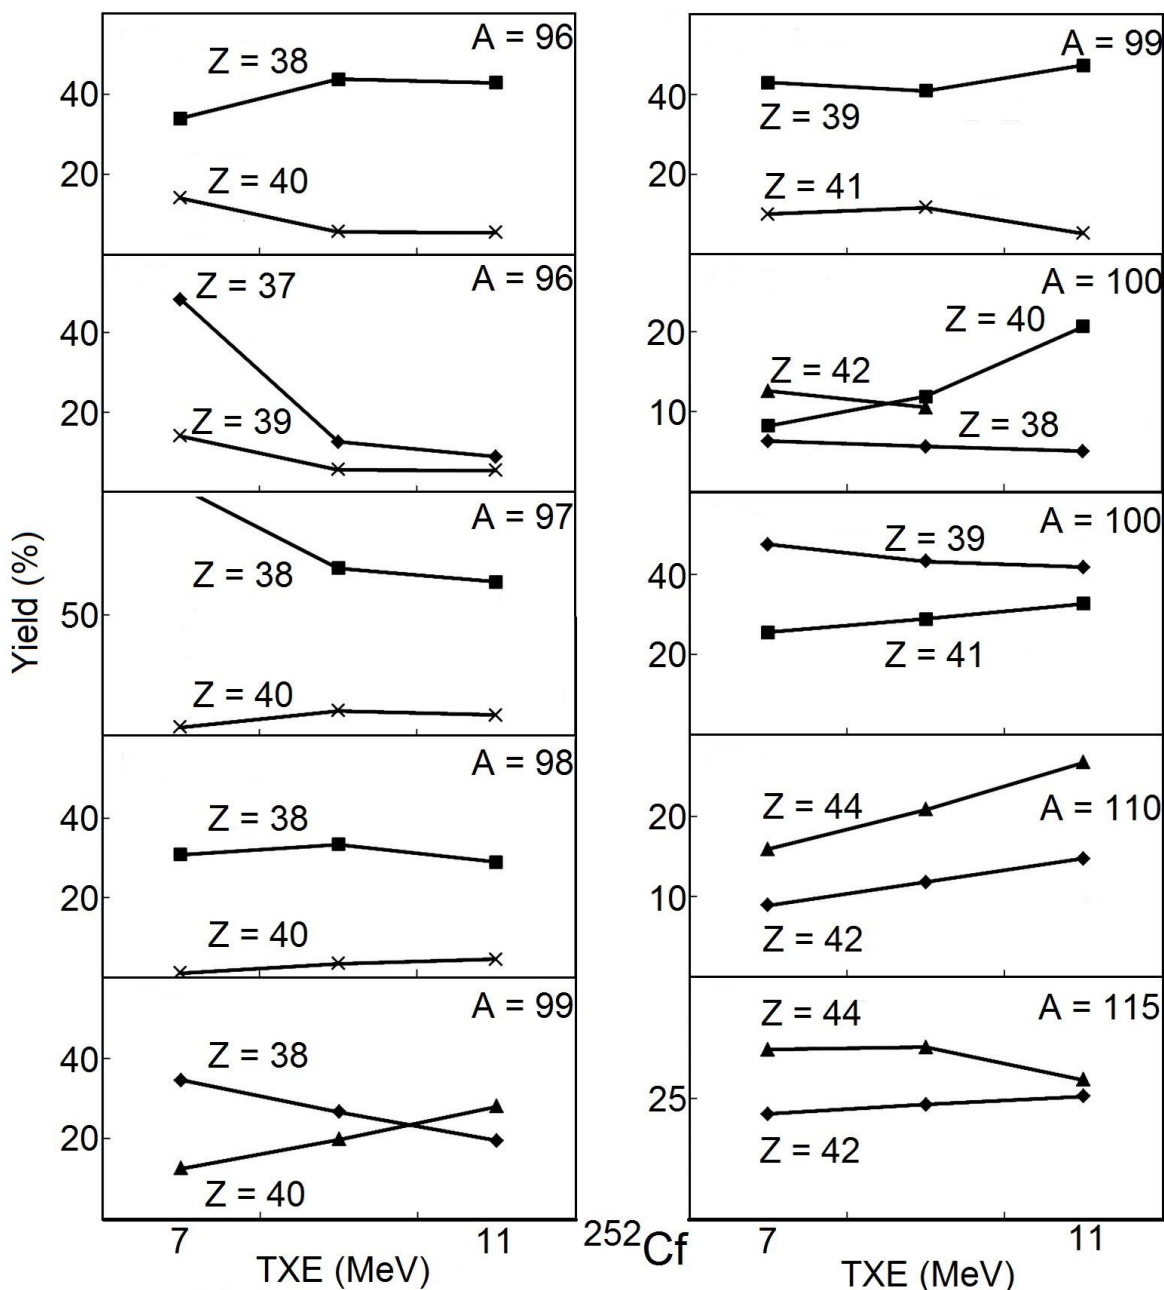 Yield (%)
A = 96
Z = 38
40
20
Z = 40
A = 96
Z = 37
40
20
Z = 39
A = 97
Z = 38
50
Z = 40
A = 98
Z = 38
40
20
Z = 40
A = 99
Z = 38
40
20
Z = 40
7
11
TXE (MeV)
252Cf
A = 99
40
Z = 39
20
Z = 41
A = 100
Z = 40
20
Z = 42
10
Z = 38
A = 100
Z = 39
40
20
Z = 41
Z = 44
A = 110
20
10
Z = 42
Z = 44
A = 115
25
Z = 42
7
11
TXE (MeV)